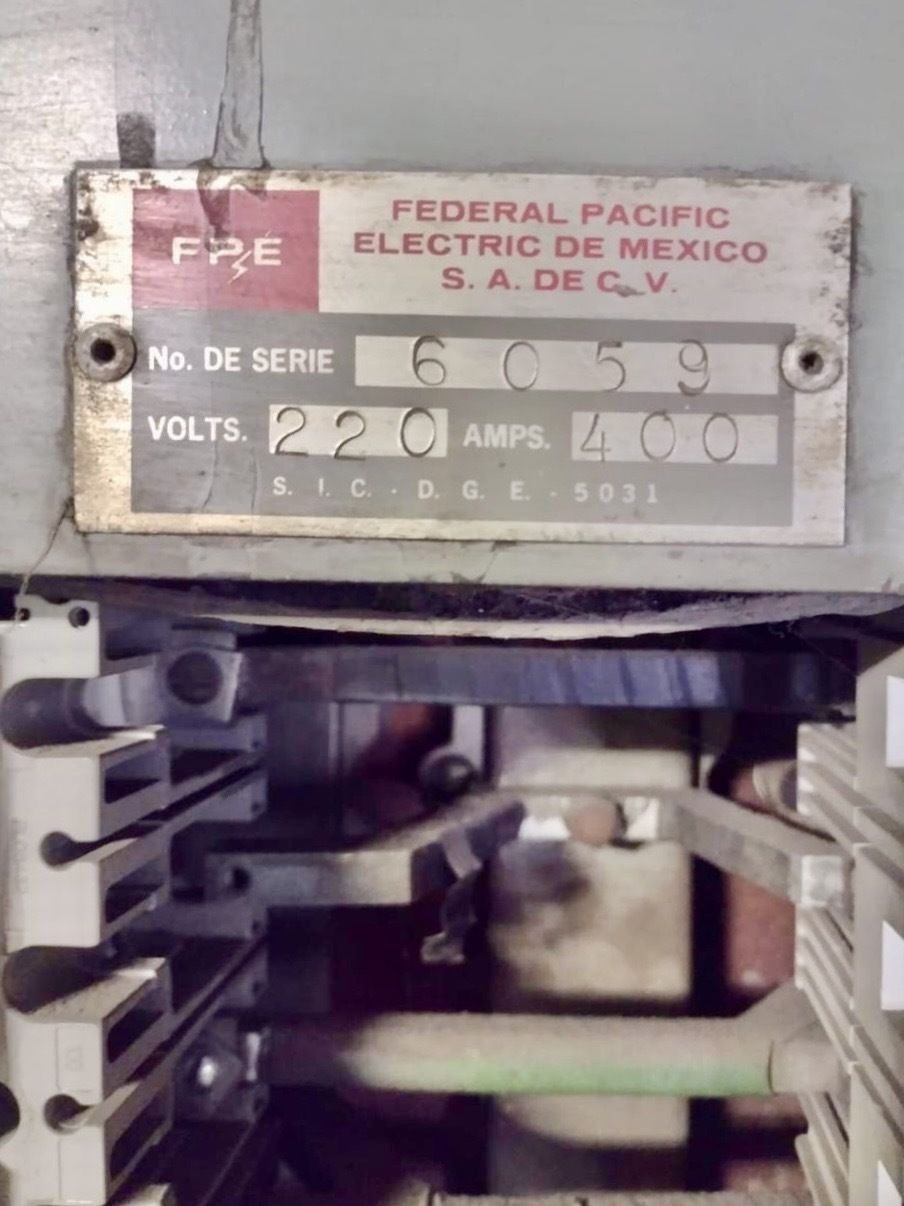 FPE
FEDERAL PACIFIC
ELECTRIC DE MEXICO
S. A. DE C. V.
No. DE SERIE 6059
VOLTS. 220 AMPS. 400
S. I. C. - D. G. E. - 5031